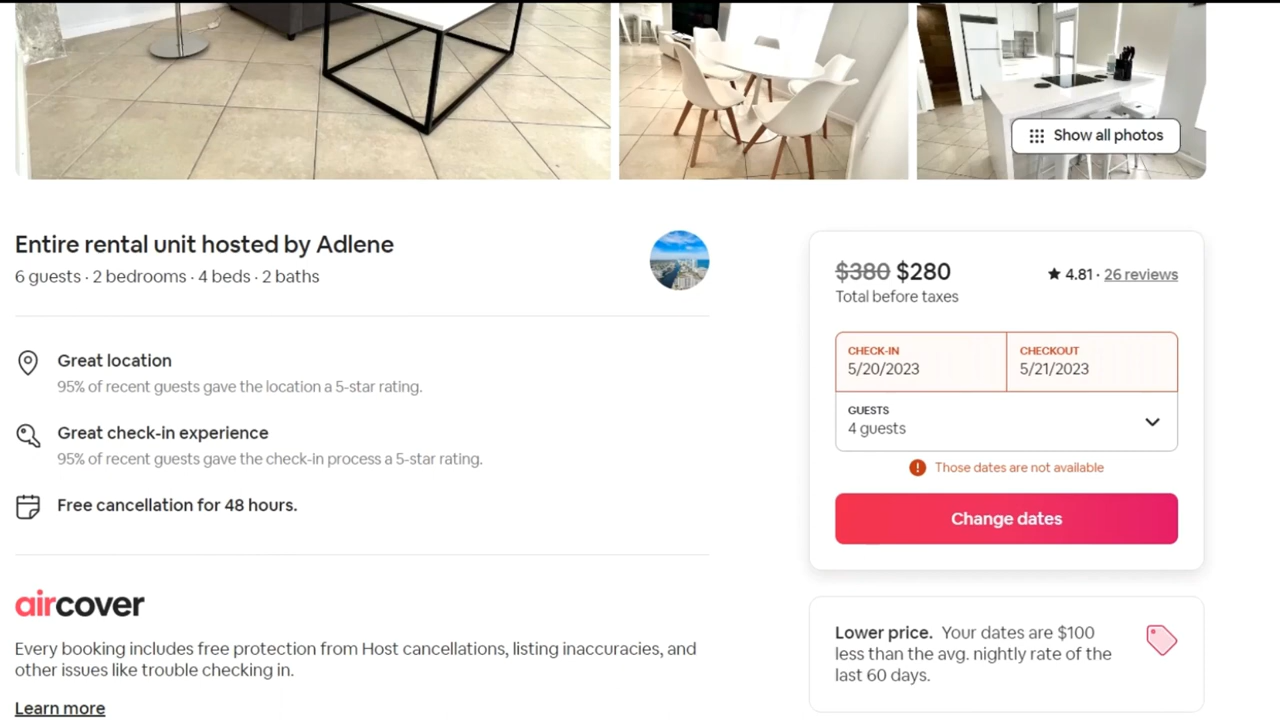 Show all photos
Entire rental unit hosted by Adlene
6 guests · 2 bedrooms · 4 beds · 2 baths
Great location
95% of recent guests gave the location a 5-star rating.
Great check-in experience
95% of recent guests gave the check-in process a 5-star rating.
Free cancellation for 48 hours.
aircover
Every booking includes free protection from Host cancellations, listing inaccuracies, and
other issues like trouble checking in.
Learn more
$380 $280
Total before taxes
★ 4.81 · 26 reviews
CHECK-IN
5/20/2023
CHECKOUT
5/21/2023
GUESTS
4 guests
! Those dates are not available
Change dates
Lower price. Your dates are $100
less than the avg. nightly rate of the
last 60 days.